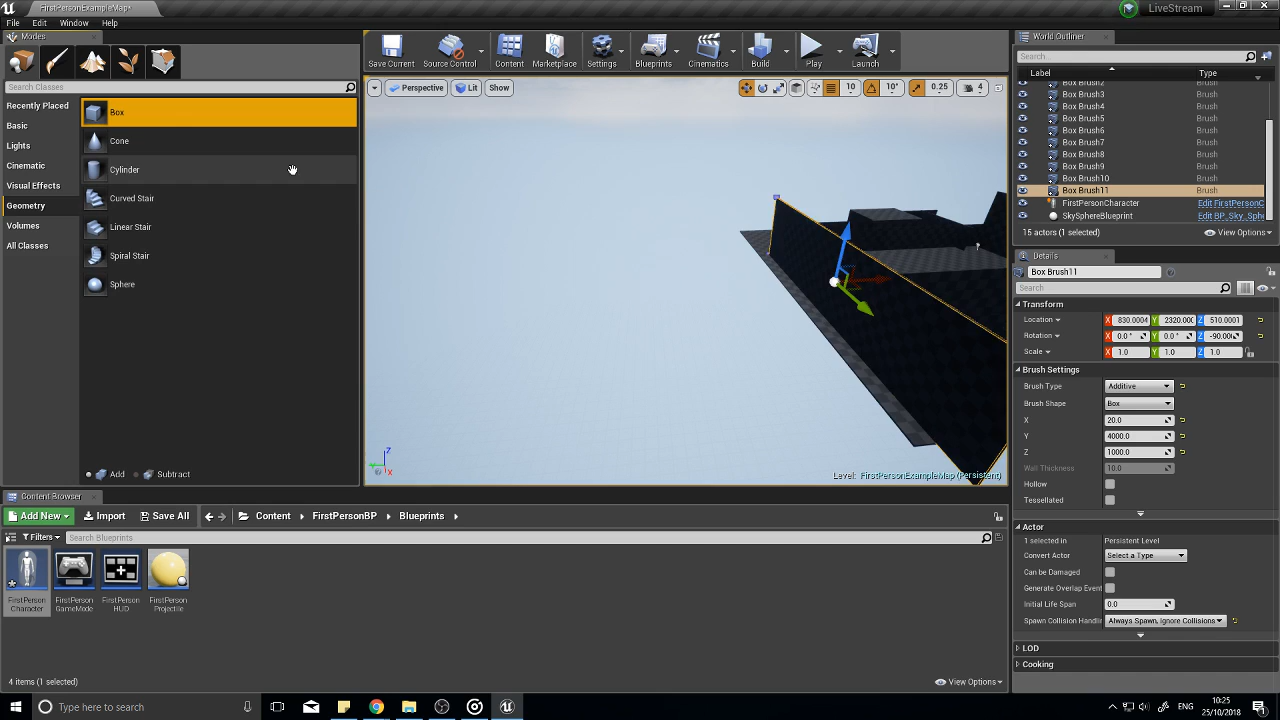 FirstPersonExampleMap*
LiveStream
File Edit Window Help
Modes
Search Classes
Recently Placed
Basic
Lights
Cinematic
Visual Effects
Geometry
Volumes
All Classes
Box
Cone
Cylinder
Curved Stair
Linear Stair
Spiral Stair
Sphere
Add Subtract
Save Current Source Control Content Marketplace Settings Blueprints Cinematics Build Play Launch
Perspective Lit Show 10 10° 0.25 4
Level: FirstPersonExampleMap (Persistent)
World Outliner
Search...
Label Type
Box Brush2 Brush
Box Brush3 Brush
Box Brush4 Brush
Box Brush5 Brush
Box Brush6 Brush
Box Brush7 Brush
Box Brush8 Brush
Box Brush9 Brush
Box Brush10 Brush
Box Brush11 Brush
FirstPersonCharacter Edit FirstPersonC
SkySphereBlueprint Edit BP_Sky_Sphe
15 actors (1 selected) View Options
Details
Box Brush11
Search
Transform
Location X 830.0004 Y 2320.000 Z 510.0001
Rotation X 0.0 ° Y 0.0 ° Z -90.00
Scale X 1.0 Y 1.0 Z 1.0
Brush Settings
Brush Type Additive
Brush Shape Box
X 20.0
Y 4000.0
Z 1000.0
Wall Thickness 10.0
Hollow
Tessellated
Actor
1 selected in Persistent Level
Convert Actor Select a Type
Can be Damaged
Generate Overlap Event
Initial Life Span 0.0
Spawn Collision Handli Always Spawn, Ignore Collisions
LOD
Cooking
Content Browser
Add New Import Save All Content FirstPersonBP Blueprints
Filters Search Blueprints
FirstPerson Character
FirstPerson GameMode
FirstPerson HUD
FirstPerson Projectile
4 items (1 selected) View Options
Type here to search
ENG 10:25
25/10/2018
1